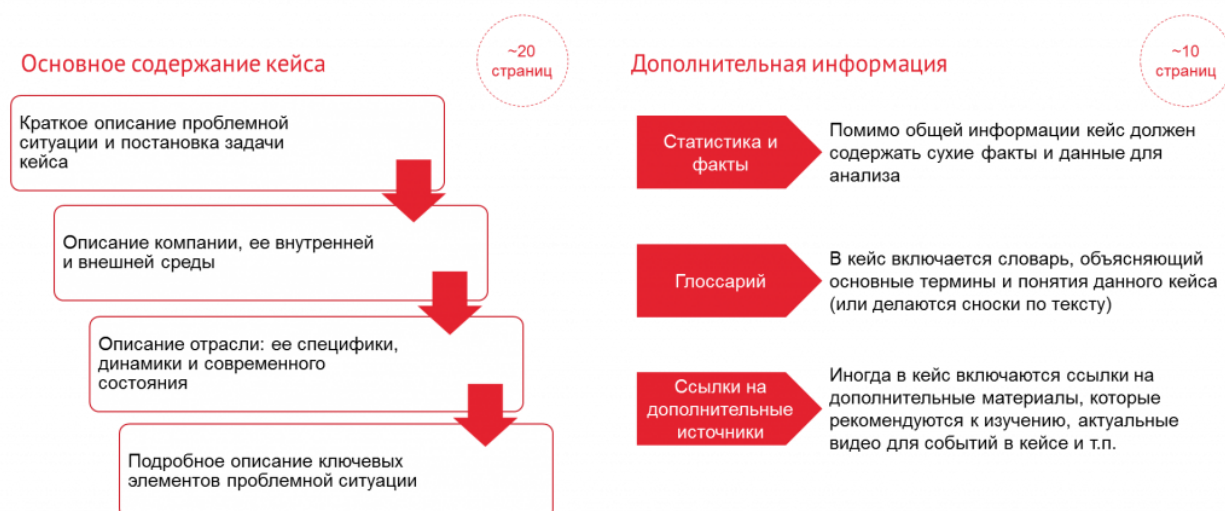 Основное содержание кейса
~20
страниц
Краткое описание проблемной
ситуации и постановка задачи
кейса
Описание компании, ее внутренней
и внешней среды
Описание отрасли: ее специфики,
динамики и современного
состояния
Подробное описание ключевых
элементов проблемной ситуации
Дополнительная информация
~10
страниц
Статистика и
факты
Помимо общей информации кейс должен
содержать сухие факты и данные для
анализа
Глоссарий
В кейс включается словарь, объясняющий
основные термины и понятия данного кейса
(или делаются сноски по тексту)
Ссылки на
дополнительные
источники
Иногда в кейс включаются ссылки на
дополнительные материалы, которые
рекомендуются к изучению, актуальные
видео для событий в кейсе и т.п.